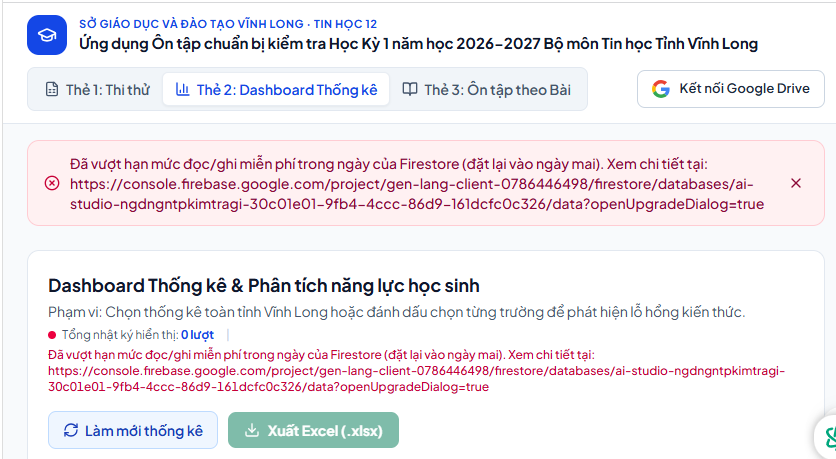 SỞ GIÁO DỤC VÀ ĐÀO TẠO VĨNH LONG · TIN HỌC 12
Ứng dụng Ôn tập chuẩn bị kiểm tra Học Kỳ 1 năm học 2026-2027 Bộ môn Tin học Tỉnh Vĩnh Long
Thẻ 1: Thi thử
Thẻ 2: Dashboard Thống kê
Thẻ 3: Ôn tập theo Bài
Kết nối Google Drive
Đã vượt hạn mức đọc/ghi miễn phí trong ngày của Firestore (đặt lại vào ngày mai). Xem chi tiết tại:
https://console.firebase.google.com/project/gen-lang-client-0786446498/firestore/databases/ai-
studio-ngdngntpkimtragi-30c01e01-9fb4-4ccc-86d9-161dcfc0c326/data?openUpgradeDialog=true
Dashboard Thống kê & Phân tích năng lực học sinh
Phạm vi: Chọn thống kê toàn tỉnh Vĩnh Long hoặc đánh dấu chọn từng trường để phát hiện lỗ hổng kiến thức.
Tổng nhật ký hiển thị: 0 lượt
Đã vượt hạn mức đọc/ghi miễn phí trong ngày của Firestore (đặt lại vào ngày mai). Xem chi tiết tại:
https://console.firebase.google.com/project/gen-lang-client-0786446498/firestore/databases/ai-studio-ngdngntpkimtragi-
30c01e01-9fb4-4ccc-86d9-161dcfc0c326/data?openUpgradeDialog=true
Làm mới thống kê
Xuất Excel (.xlsx)